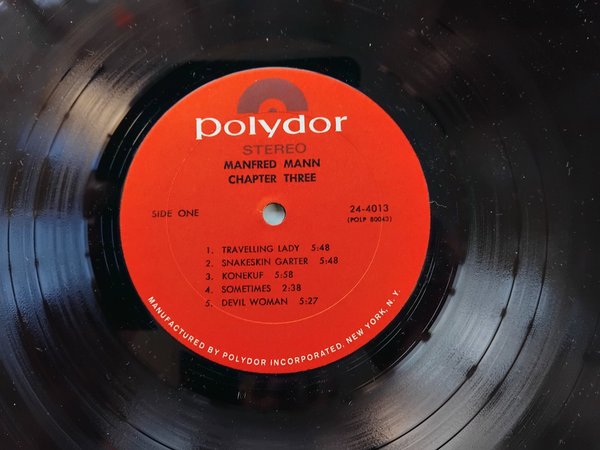 polydor
STEREO
MANFRED MANN
CHAPTER THREE
SIDE ONE
24-4013
(POLP 80043)
1. TRAVELLING LADY 5:48
2. SNAKESKIN GARTER 5:48
3. KONEKUF 5:58
4. SOMETIMES 2:38
5. DEVIL WOMAN 5:27
MANUFACTURED BY POLYDOR INCORPORATED, NEW YORK, N. Y.